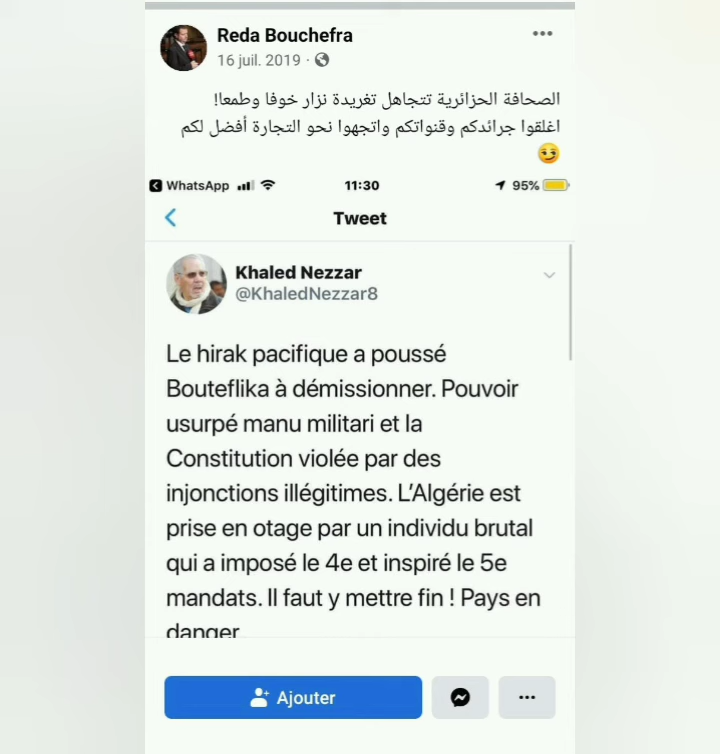 Reda Bouchefra
16 juil. 2019 ·
الصحافة الجزائرية تتجاهل تغريدة نزار خوفا وطمعا!
اغلقوا جرائدكم وقنواتكم واتجهوا نحو التجارة أفضل لكم
😏
WhatsApp 11:30 95%
Tweet
Khaled Nezzar
@KhaledNezzar8
Le hirak pacifique a poussé
Bouteflika à démissionner. Pouvoir
usurpé manu militari et la
Constitution violée par des
injonctions illégitimes. L’Algérie est
prise en otage par un individu brutal
qui a imposé le 4e et inspiré le 5e
mandats. Il faut y mettre fin ! Pays en
danger
Ajouter